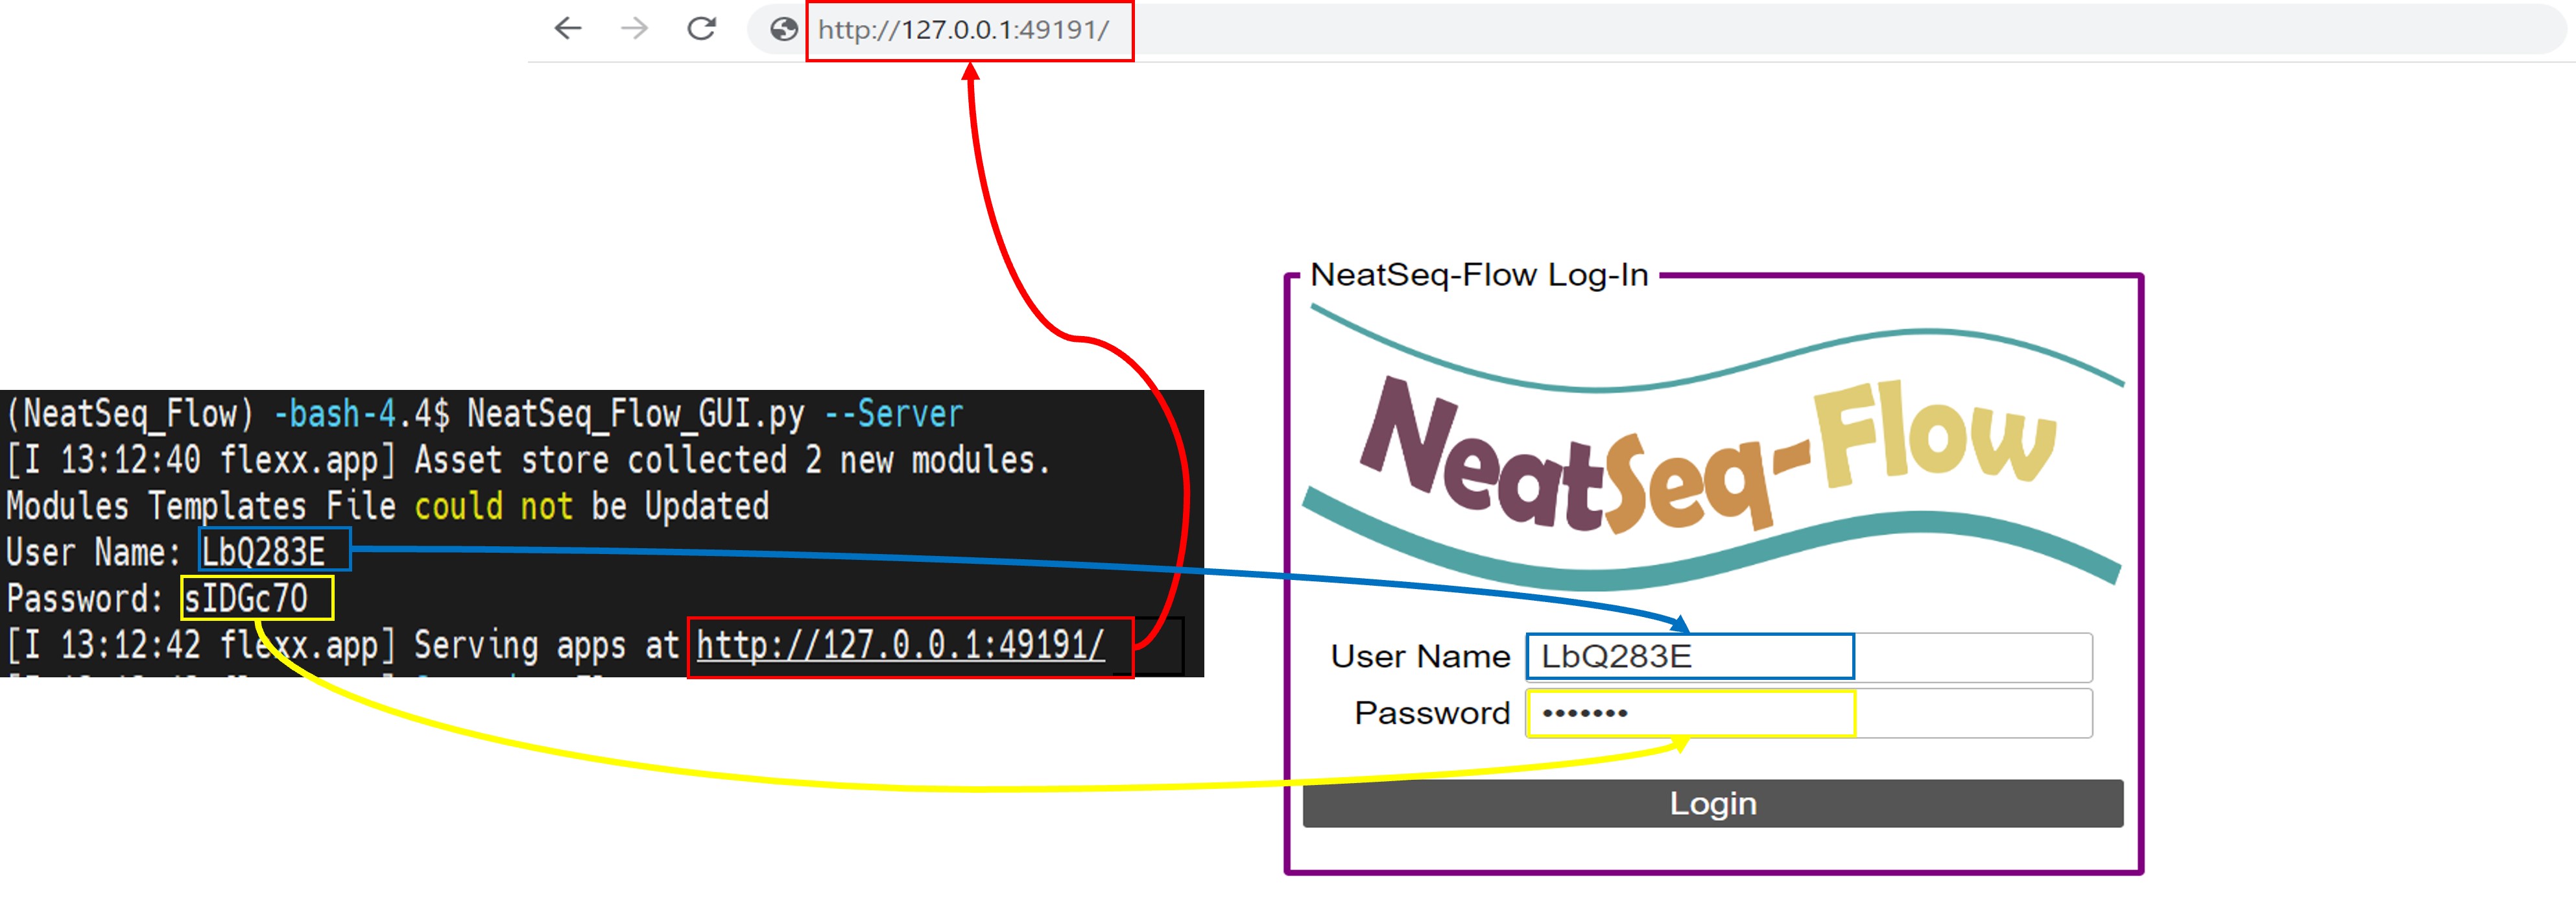 http://127.0.0.1:49191/
NeatSeq-Flow Log-In
NeatSeq-Flow
(NeatSeq_Flow) -bash-4.4$ NeatSeq_Flow_GUI.py --Server
[I 13:12:40 flexx.app] Asset store collected 2 new modules.
Modules Templates File could not be Updated
User Name: LbQ283E
Password: sIDGc7O
[I 13:12:42 flexx.app] Serving apps at http://127.0.0.1:49191/
User Name LbQ283E
Password •••••••
Login